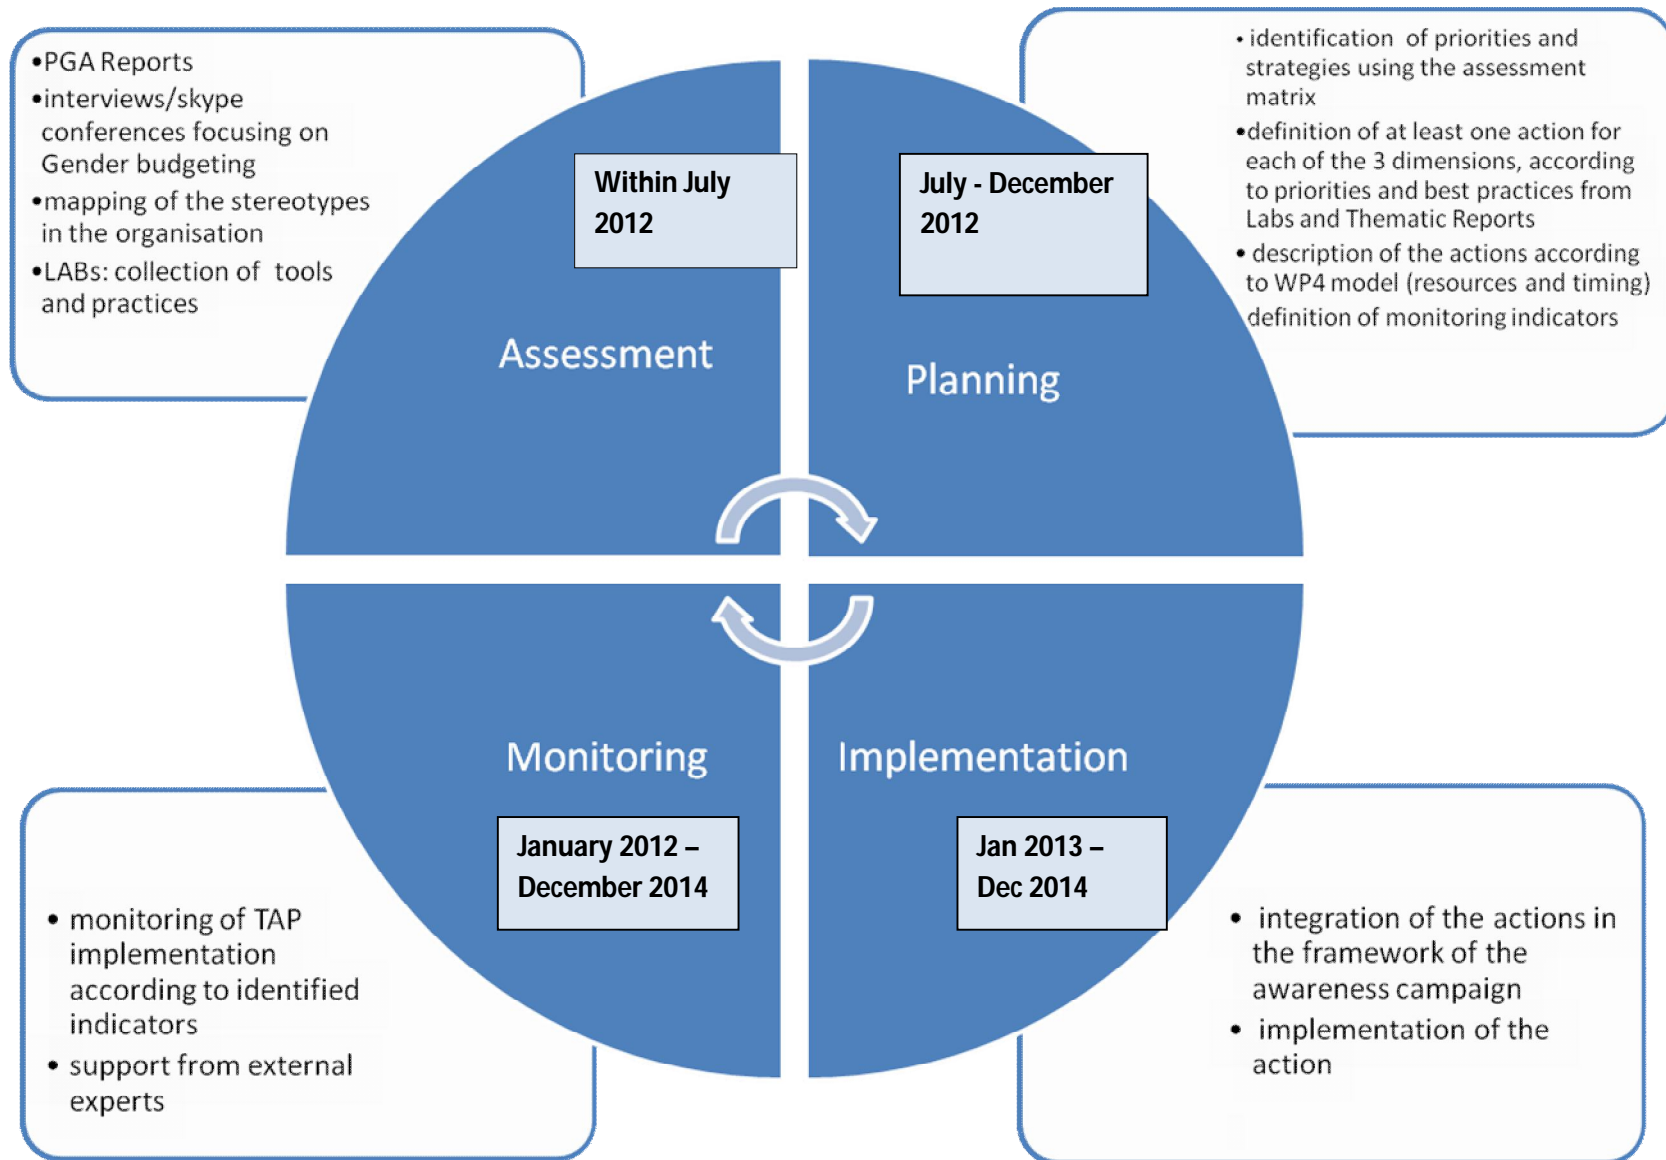 •PGA Reports
•interviews/skype
conferences focusing on
Gender budgeting
•mapping of the stereotypes
in the organisation
•LABs: collection of tools
and practices
Within July
2012
Assessment
July - December
2012
Planning
• identification of priorities and
strategies using the assessment
matrix
•definition of at least one action for
each of the 3 dimensions, according
to priorities and best practices from
Labs and Thematic Reports
• description of the actions according
to WP4 model (resources and timing)
definition of monitoring indicators
Monitoring
January 2012 –
December 2014
• monitoring of TAP
implementation
according to identified
indicators
• support from external
experts
Implementation
Jan 2013 –
Dec 2014
• integration of the actions in
the framework of the
awareness campaign
• implementation of the
action